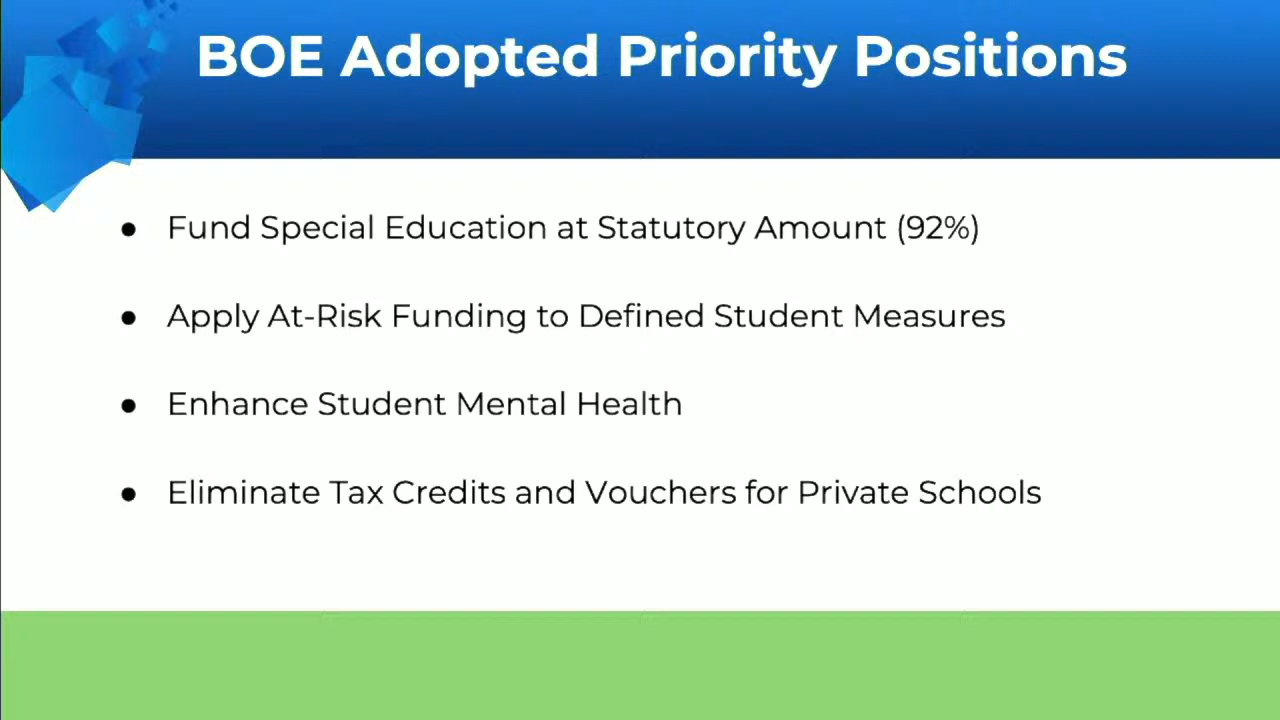 BOE Adopted Priority Positions
● Fund Special Education at Statutory Amount (92%)
● Apply At-Risk Funding to Defined Student Measures
● Enhance Student Mental Health
● Eliminate Tax Credits and Vouchers for Private Schools